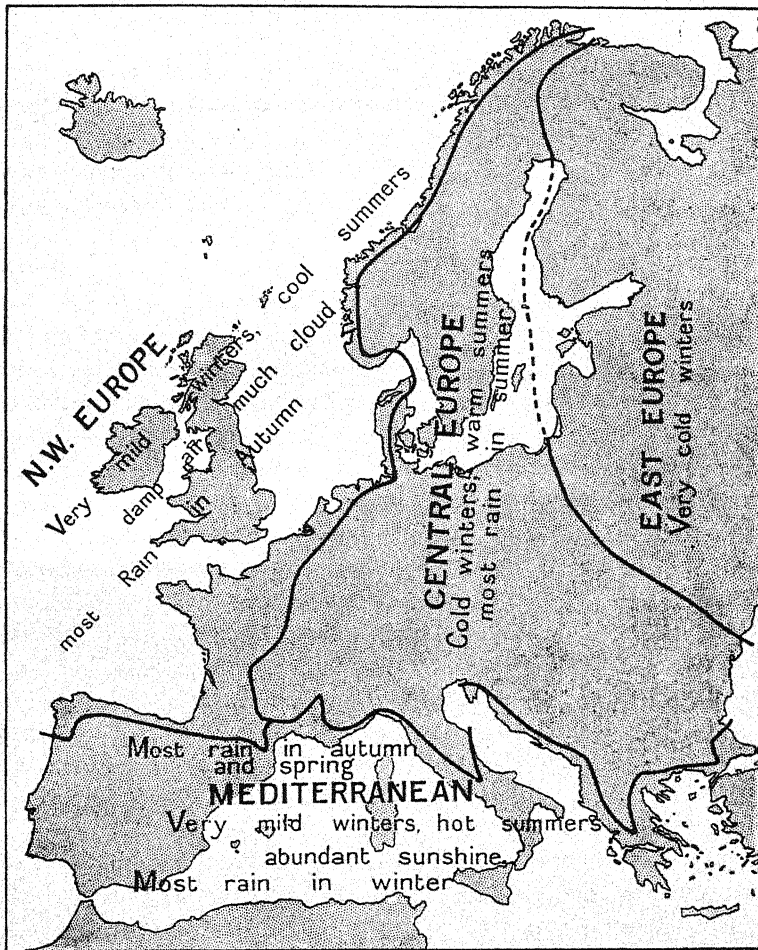 N.W. EUROPE
Very mild winters, cool summers
damp air much cloud
most Rain in Autumn
CENTRAL EUROPE
Cold winters, warm summers
most rain in summer
EAST EUROPE
Very cold winters
Most rain in autumn
and spring
MEDITERRANEAN
Very mild winters, hot summers
abundant sunshine
Most rain in winter